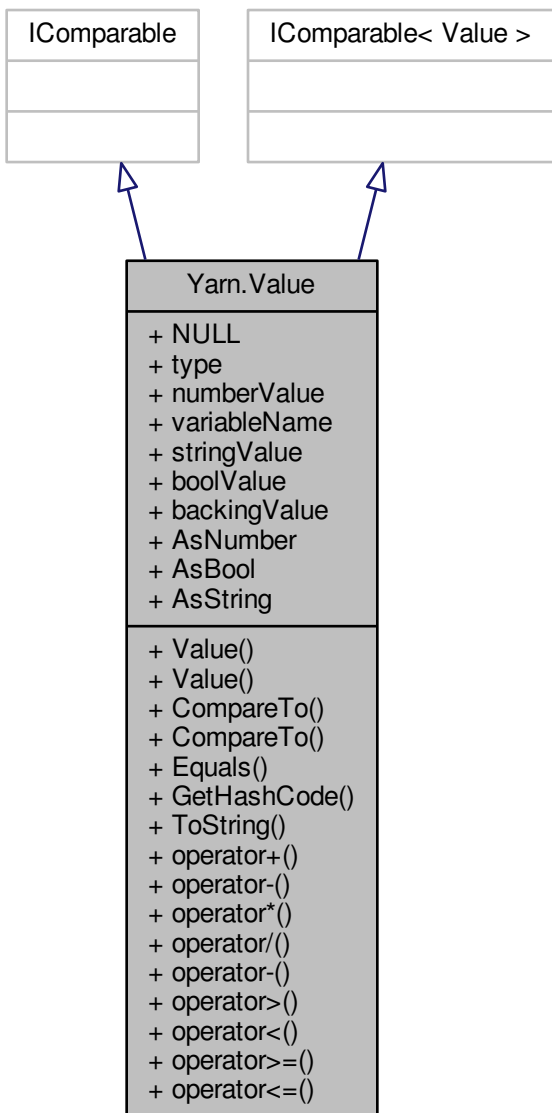 IComparable
IComparable< Value >
Yarn.Value
+ NULL
+ type
+ numberValue
+ variableName
+ stringValue
+ boolValue
+ backingValue
+ AsNumber
+ AsBool
+ AsString
+ Value()
+ Value()
+ CompareTo()
+ CompareTo()
+ Equals()
+ GetHashCode()
+ ToString()
+ operator+()
+ operator-()
+ operator*()
+ operator/()
+ operator-()
+ operator>()
+ operator<()
+ operator>=()
+ operator<=()